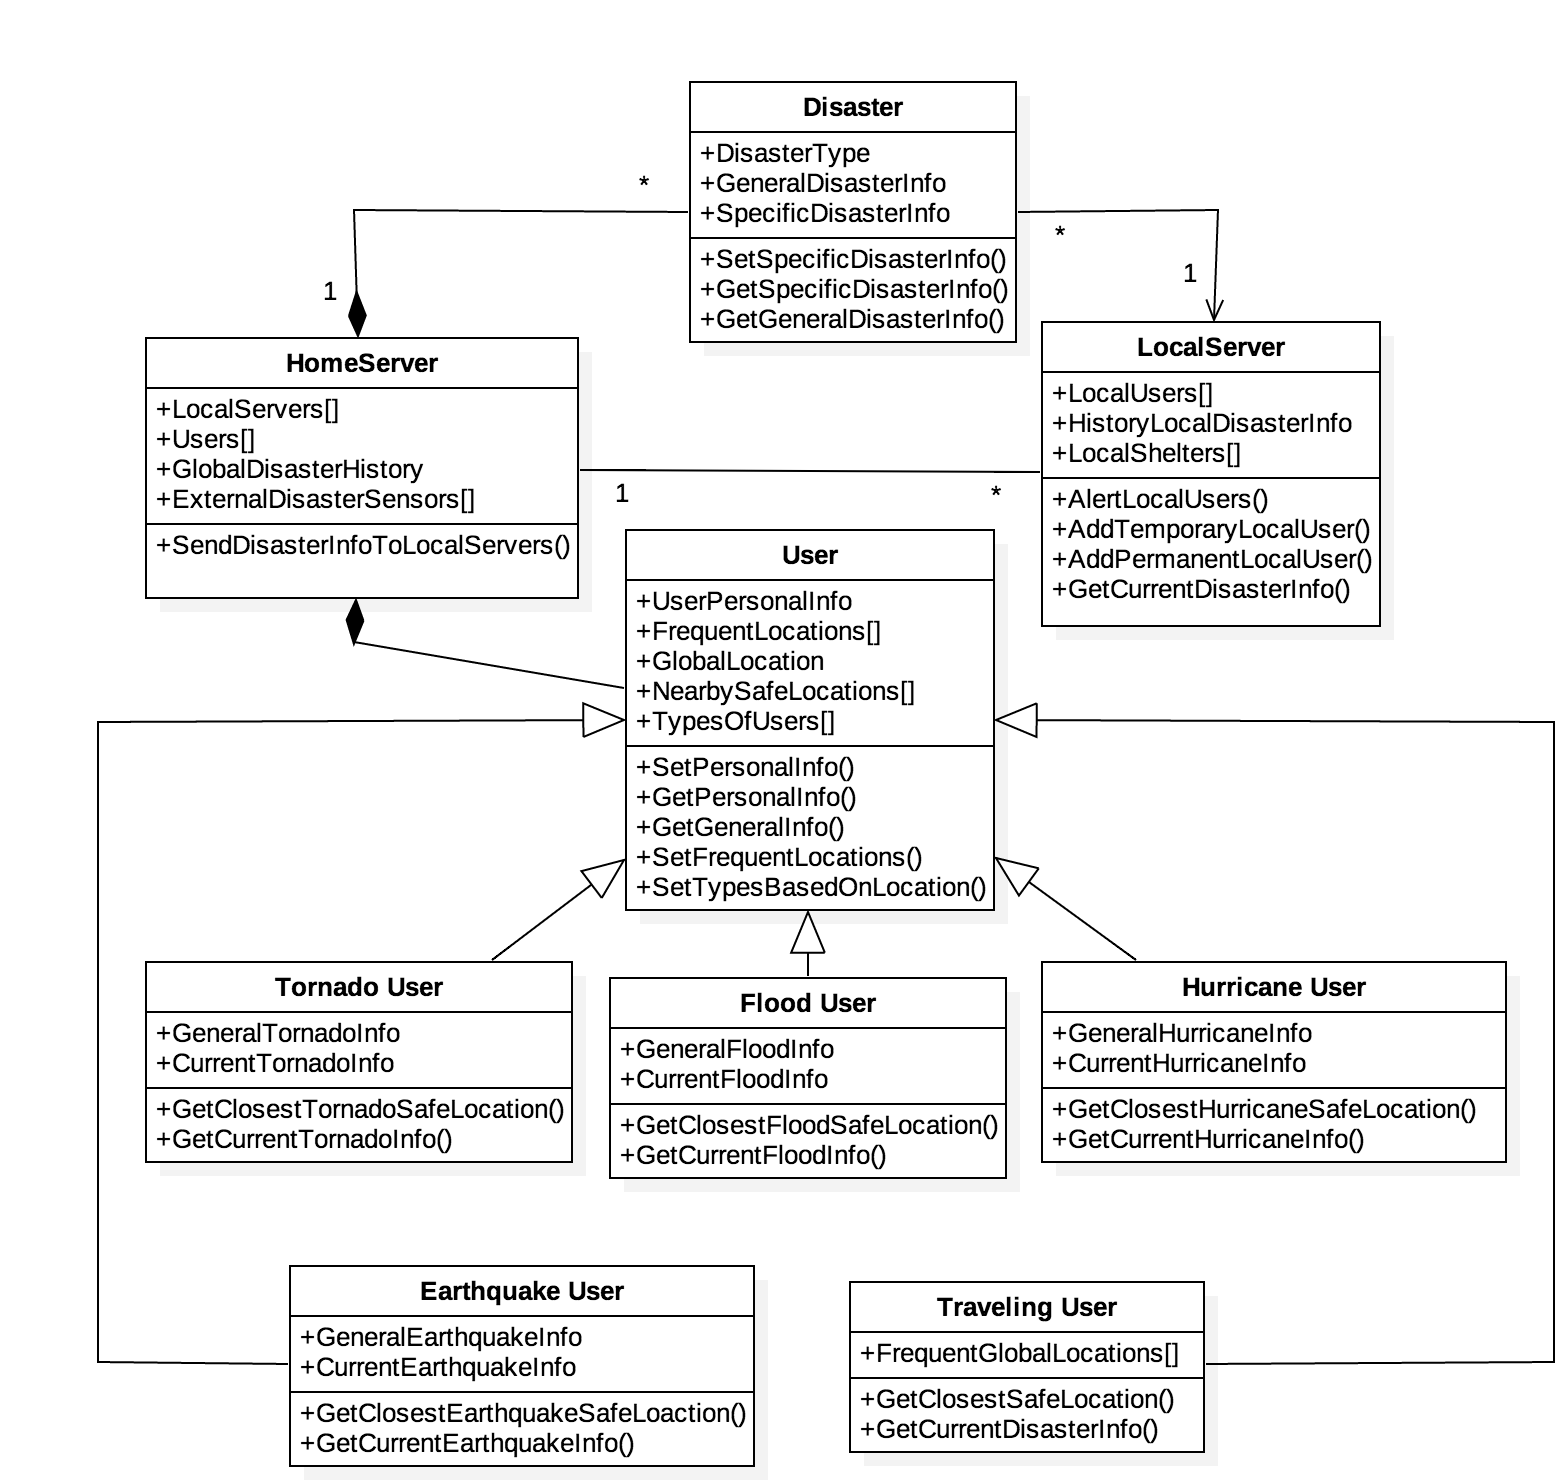 Disaster
+DisasterType
+GeneralDisasterInfo
+SpecificDisasterInfo
+SetSpecificDisasterInfo()
+GetSpecificDisasterInfo()
+GetGeneralDisasterInfo()
*
1
*
1
HomeServer
+LocalServers[]
+Users[]
+GlobalDisasterHistory
+ExternalDisasterSensors[]
+SendDisasterInfoToLocalServers()
LocalServer
+LocalUsers[]
+HistoryLocalDisasterInfo
+LocalShelters[]
+AlertLocalUsers()
+AddTemporaryLocalUser()
+AddPermanentLocalUser()
+GetCurrentDisasterInfo()
1
*
User
+UserPersonalInfo
+FrequentLocations[]
+GlobalLocation
+NearbySafeLocations[]
+TypesOfUsers[]
+SetPersonalInfo()
+GetPersonalInfo()
+GetGeneralInfo()
+SetFrequentLocations()
+SetTypesBasedOnLocation()
Tornado User
+GeneralTornadoInfo
+CurrentTornadoInfo
+GetClosestTornadoSafeLocation()
+GetCurrentTornadoInfo()
Flood User
+GeneralFloodInfo
+CurrentFloodInfo
+GetClosestFloodSafeLocation()
+GetCurrentFloodInfo()
Hurricane User
+GeneralHurricaneInfo
+CurrentHurricaneInfo
+GetClosestHurricaneSafeLocation()
+GetCurrentHurricaneInfo()
Earthquake User
+GeneralEarthquakeInfo
+CurrentEarthquakeInfo
+GetClosestEarthquakeSafeLoaction()
+GetCurrentEarthquakeInfo()
Traveling User
+FrequentGlobalLocations[]
+GetClosestSafeLocation()
+GetCurrentDisasterInfo()